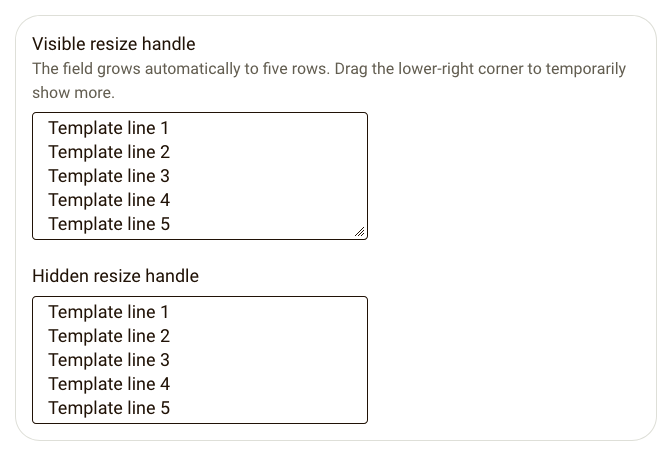 Visible resize handle
The field grows automatically to five rows. Drag the lower-right corner to temporarily
show more.
Template line 1
Template line 2
Template line 3
Template line 4
Template line 5
Hidden resize handle
Template line 1
Template line 2
Template line 3
Template line 4
Template line 5